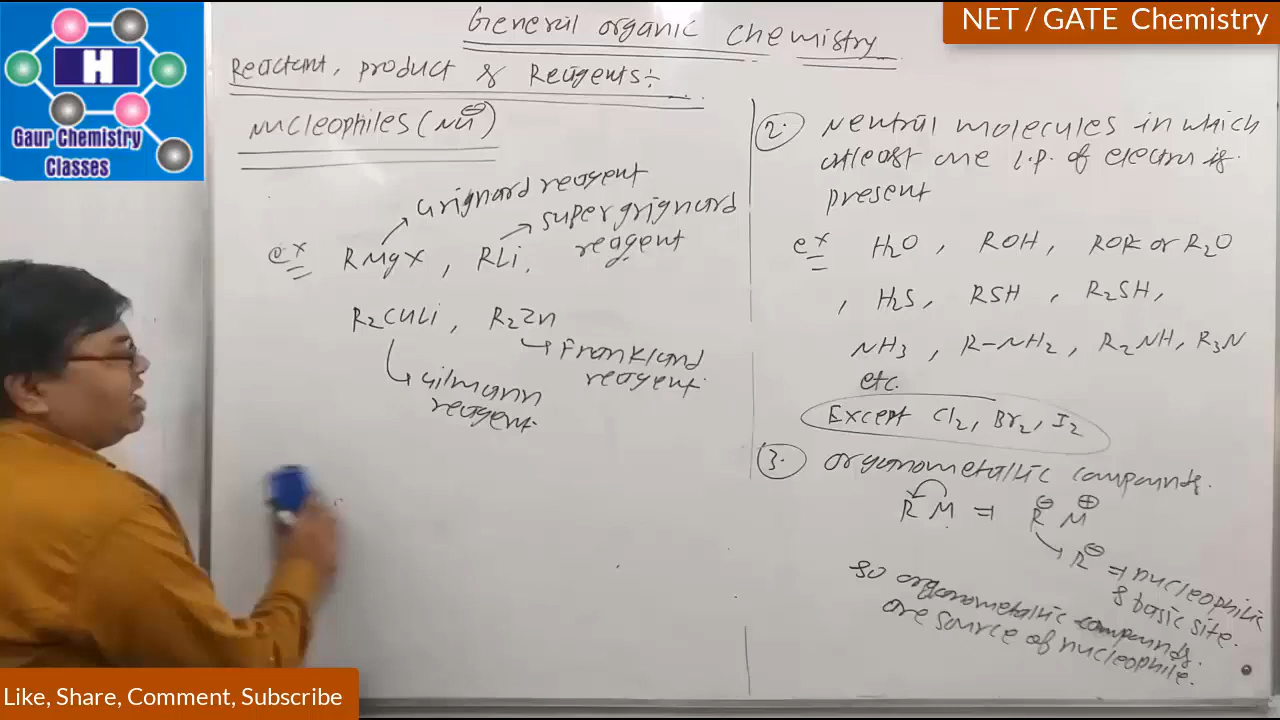 General organic chemistry
NET / GATE Chemistry
H
Gaur Chemistry
Classes
Reactant, product & Reagents:-
Nucleophiles (Nu⊖)
Grignard reagent
super grignard
reagent
ex RMgX, RLi.
R2CuLi, R2Zn
Frankland
reagent.
Gilmann
reagent.
2. Neutral molecules in which
atleast one l.p. of electron is.
present
ex H2O, ROH, ROR or R2O
, H2S, RSH, R2SH,
NH3, R-NH2, R2NH, R3N
etc.
Except Cl2, Br2, I2
3. organometallic compounds.
R M = R⊖ M⊕
R⊖ = nucleophilic
& basic site.
so organometallic compounds.
are source of nucleophile.
Like, Share, Comment, Subscribe